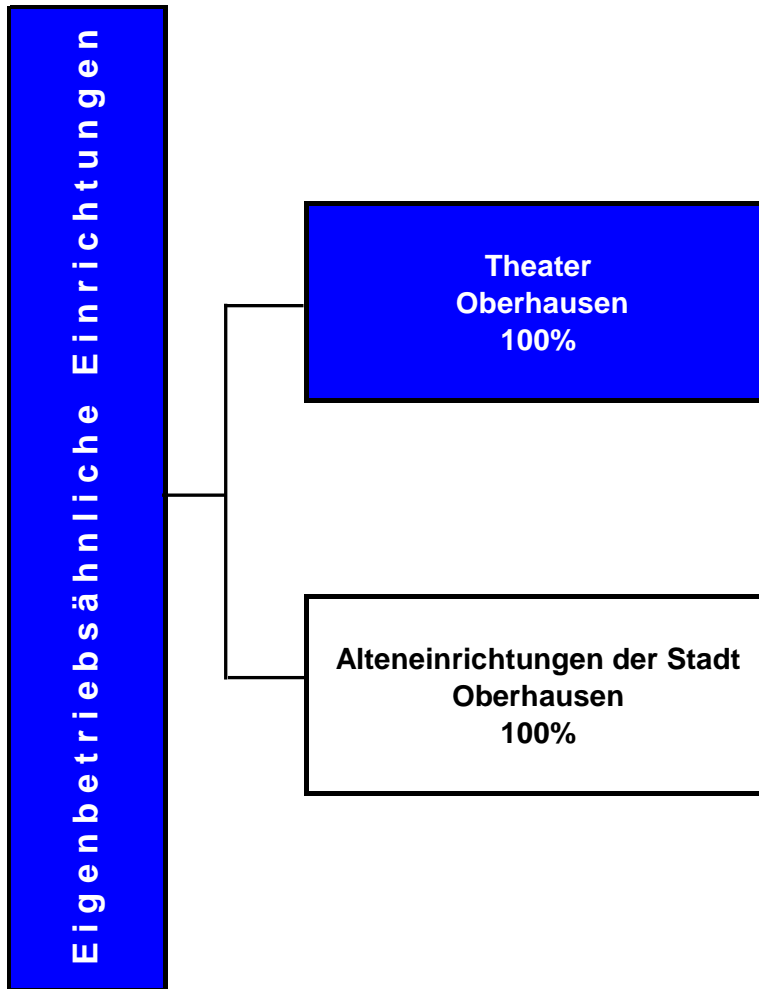 Eigenbetriebsähnliche Einrichtungen
Theater
Oberhausen
100%
Alteneinrichtungen der Stadt
Oberhausen
100%